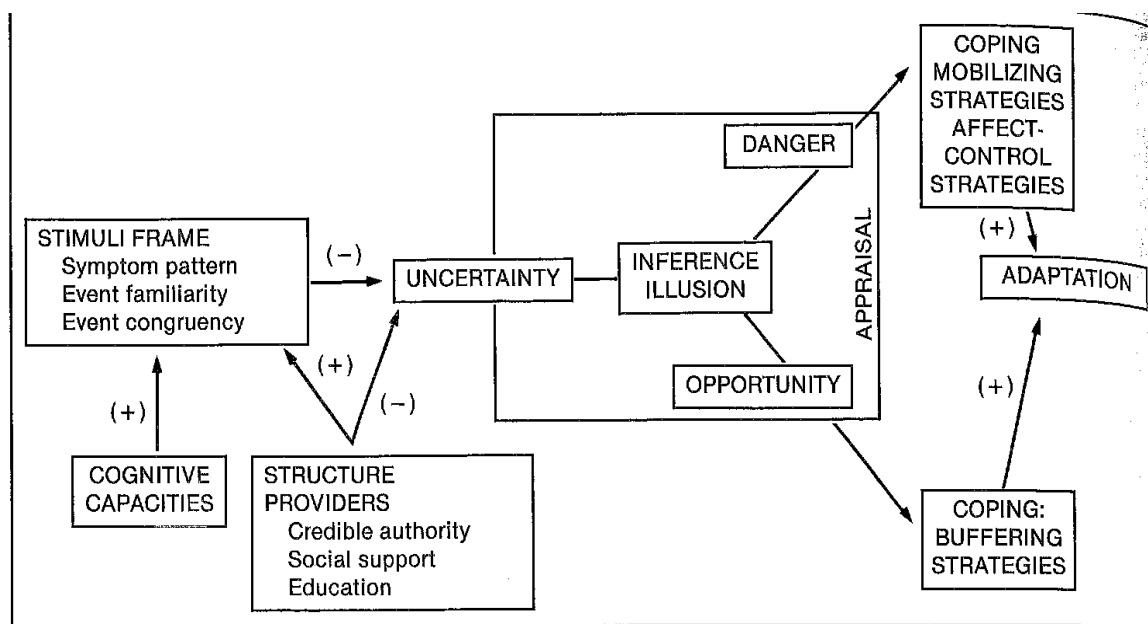 COPING
MOBILIZING
STRATEGIES
AFFECT-
CONTROL
STRATEGIES
DANGER
STIMULI FRAME
Symptom pattern
Event familiarity
Event congruency
(-)
UNCERTAINTY
INFERENCE
ILLUSION
APPRAISAL
(+)
ADAPTATION
(+)
(-)
OPPORTUNITY
(+)
(+)
COGNITIVE
CAPACITIES
STRUCTURE
PROVIDERS
Credible authority
Social support
Education
COPING:
BUFFERING
STRATEGIES